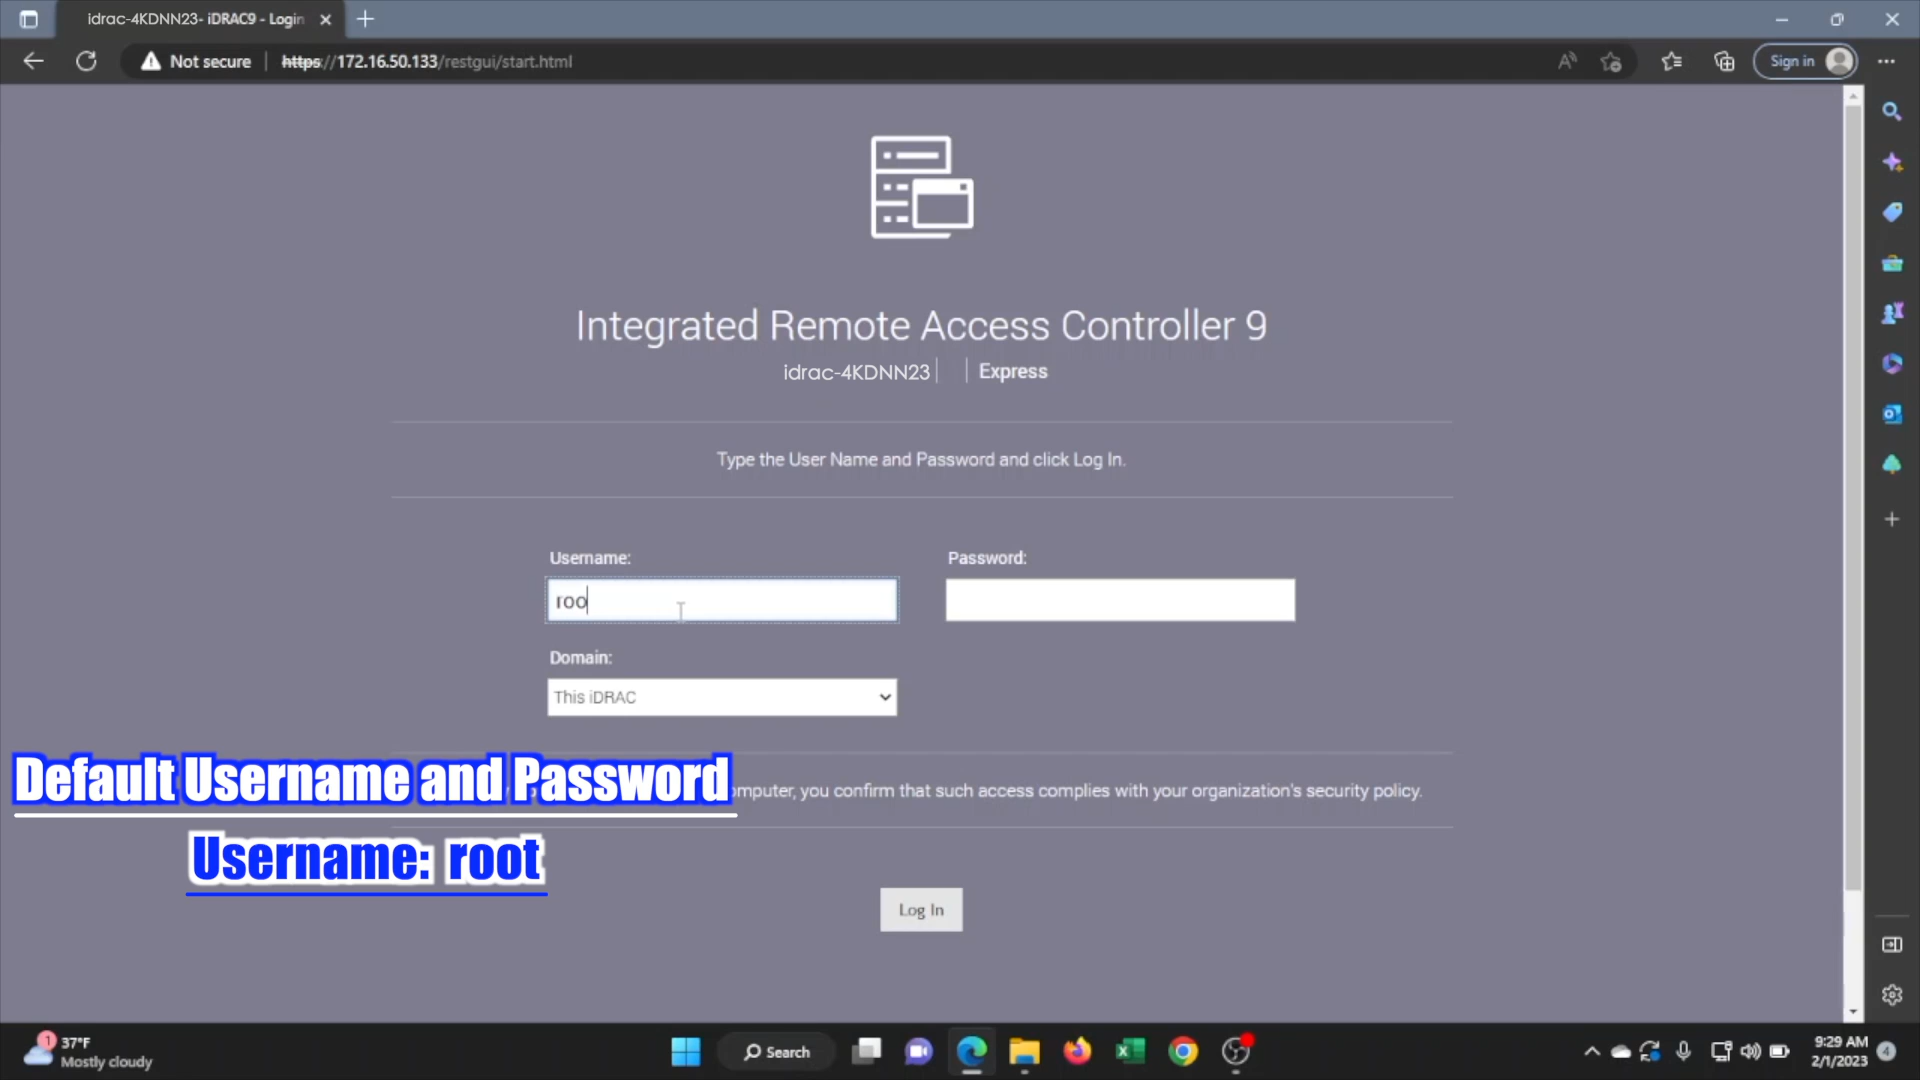 idrac-4KDNN23- iDRAC9 - Login
Not secure
https://172.16.50.133/restgui/start.html
Sign in
Integrated Remote Access Controller 9
idrac-4KDNN23
Express
Type the User Name and Password and click Log In.
Username:
Password:
roo
Domain:
This iDRAC
Default Username and Password
omputer, you confirm that such access complies with your organization's security policy.
Username: root
Log In
1
37°F
Mostly cloudy
Search
9:29 AM
2/1/2023
4